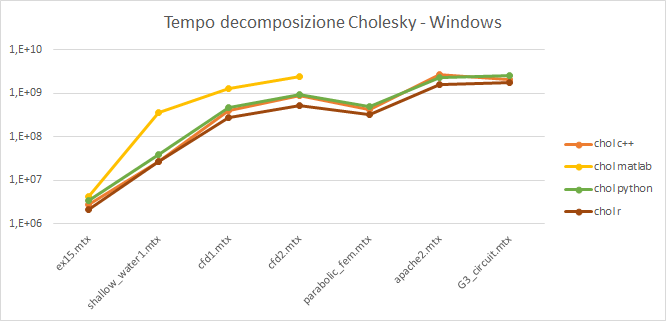 Tempo decomposizione Cholesky - Windows
1,E+10
1,E+09
1,E+08
1,E+07
1,E+06
ex15.mtx
shallow_water1.mtx
cfd1.mtx
cfd2.mtx
parabolic_fem.mtx
apache2.mtx
G3_circuit.mtx
chol c++
chol matlab
chol python
chol r